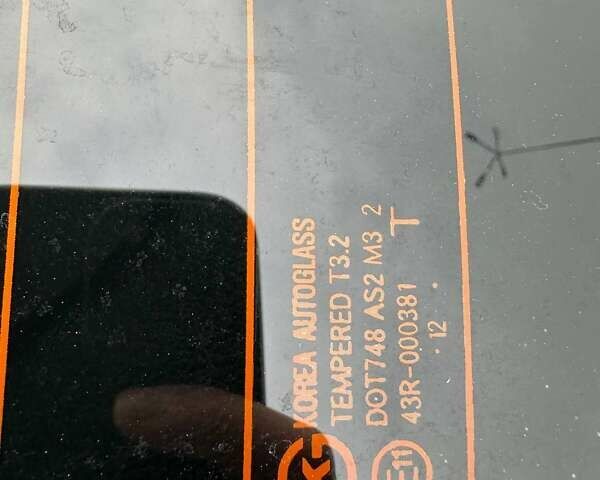 KOREA AUTOGLASS
TEMPERED T3.2
DOT748 AS2 M3 2
43R-000381 T
.12 .
E11